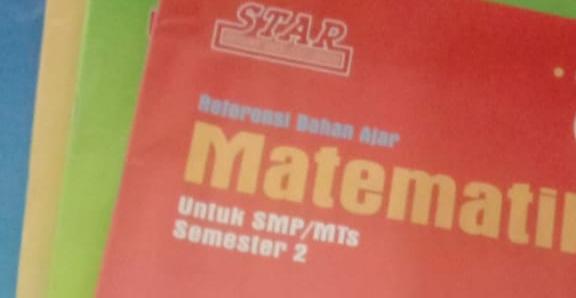 STAR
Referensi Bahan Ajar
Matemati
Untuk SMP/MTs
Semester 2